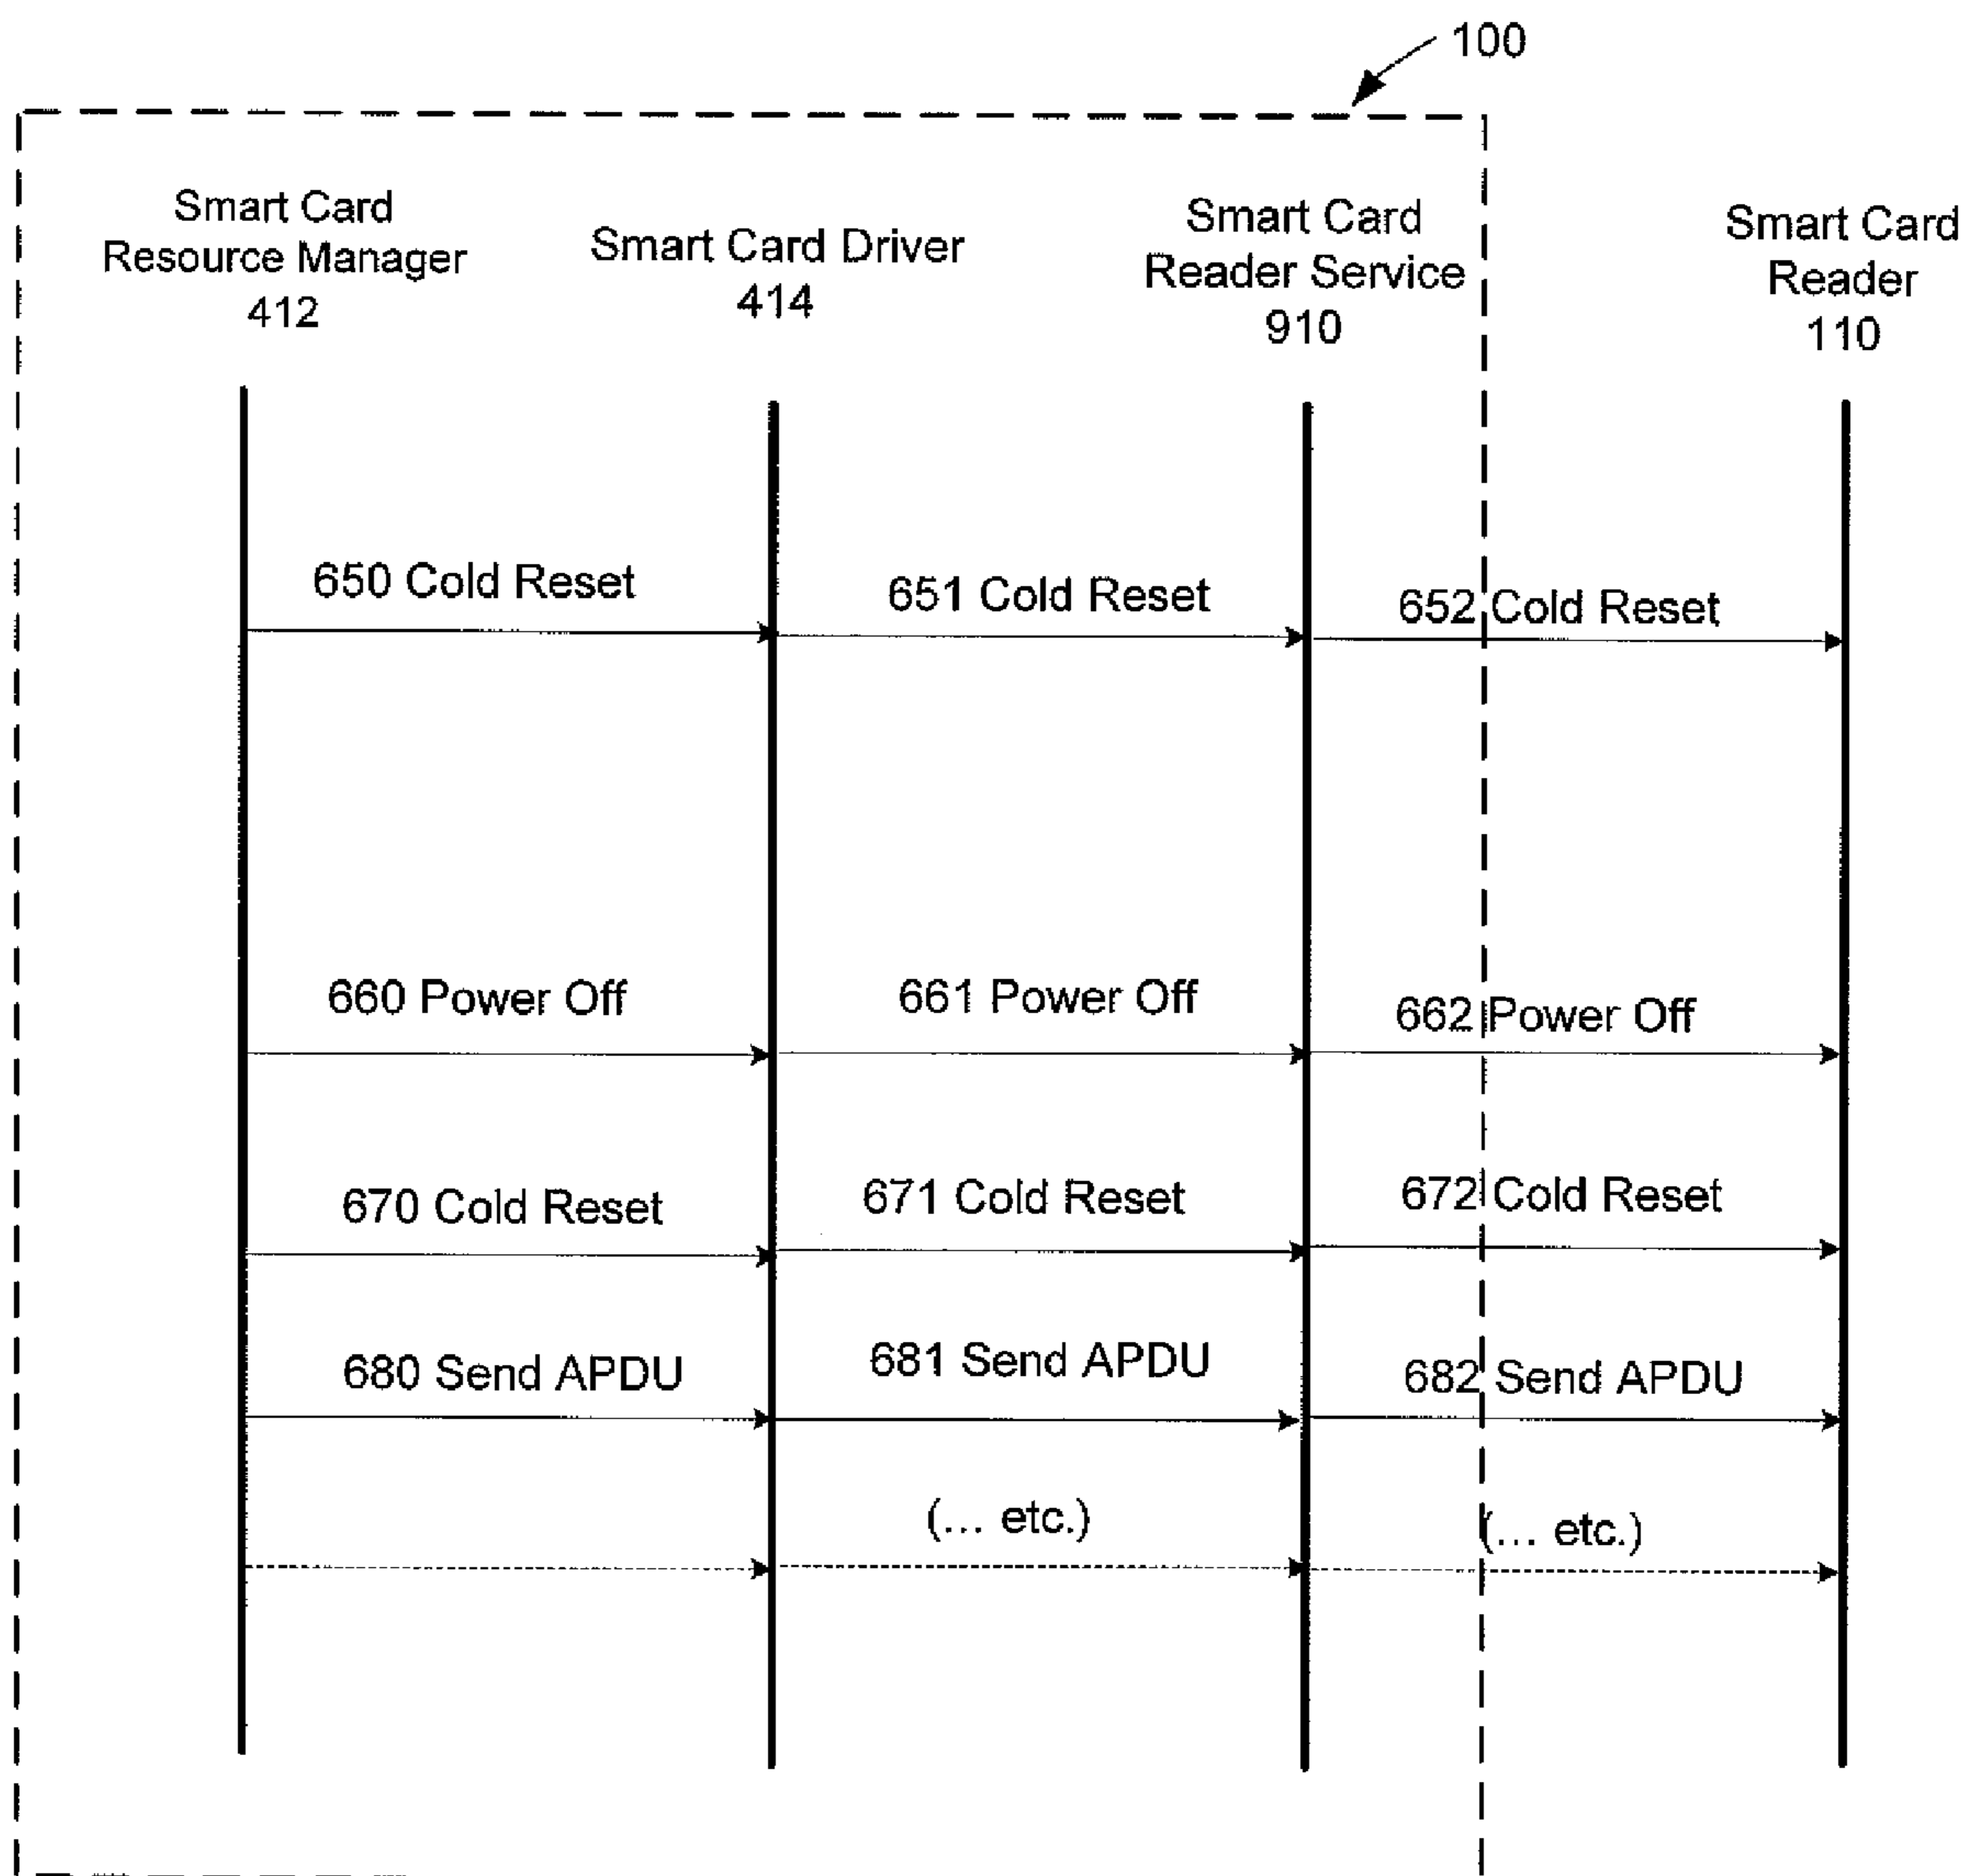 100
Smart Card
Resource Manager
412
Smart Card Driver
414
Smart Card
Reader Service
910
Smart Card
Reader
110
650 Cold Reset
651 Cold Reset
652 Cold Reset
660 Power Off
661 Power Off
662 Power Off
670 Cold Reset
671 Cold Reset
672 Cold Reset
680 Send APDU
681 Send APDU
682 Send APDU
(... etc.)
(... etc.)